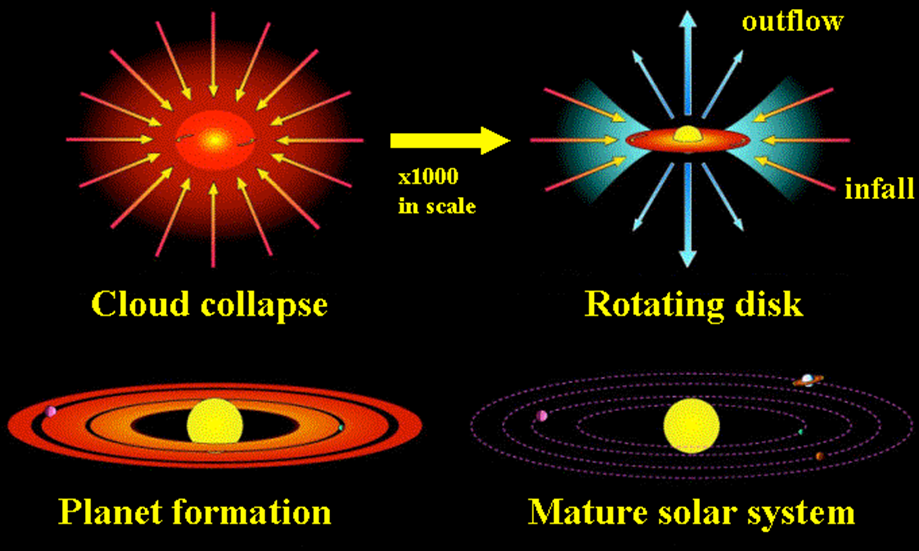 outflow
x1000
in scale
infall
Cloud collapse
Rotating disk
Planet formation
Mature solar system